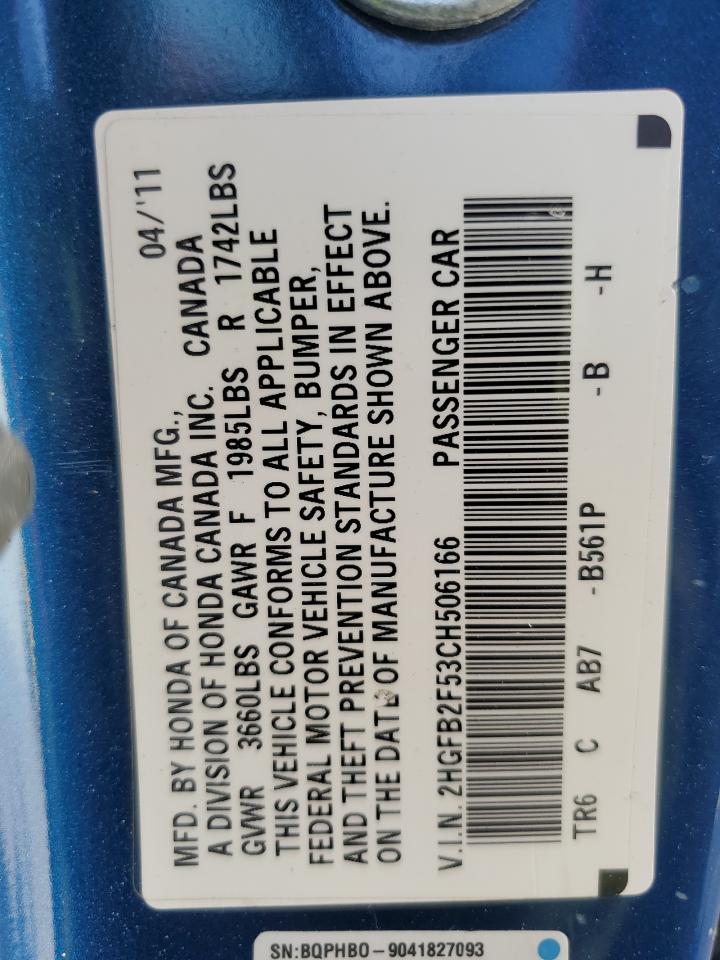 MFD. BY HONDA OF CANADA MFG., 04/'11
A DIVISION OF HONDA CANADA INC. CANADA
GVWR 3660LBS GAWR F 1985LBS R 1742LBS
THIS VEHICLE CONFORMS TO ALL APPLICABLE
FEDERAL MOTOR VEHICLE SAFETY, BUMPER,
AND THEFT PREVENTION STANDARDS IN EFFECT
ON THE DATE OF MANUFACTURE SHOWN ABOVE.
V.I.N. 2HGFB2F53CH506166 PASSENGER CAR
TR6 C AB7 -B561P -B -H
SN:BQPHBO-9041827093